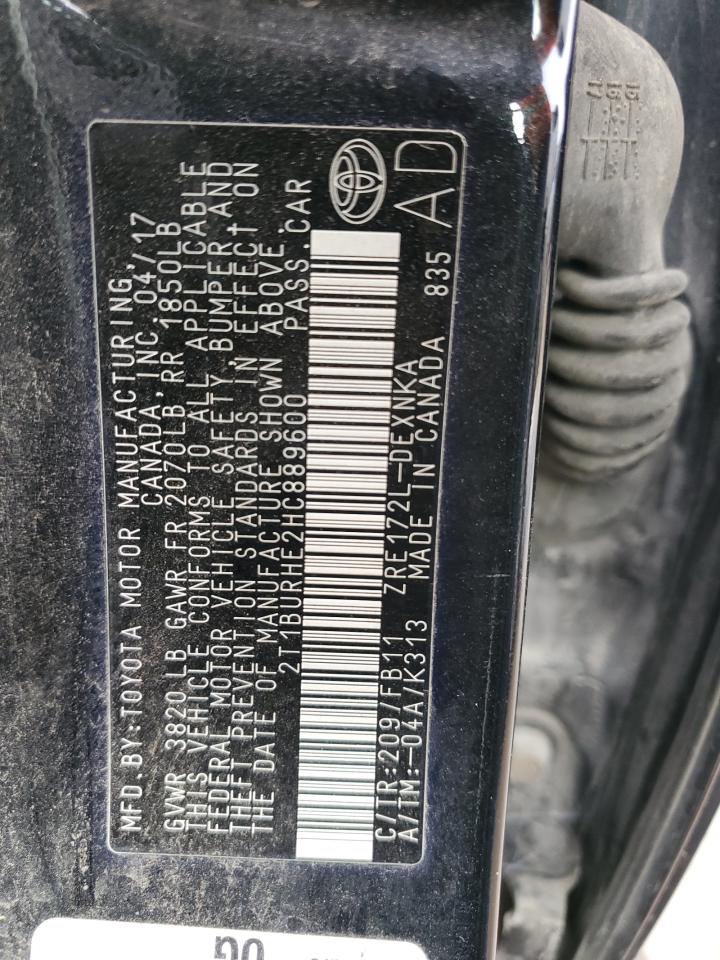 MFD.BY:TOYOTA MOTOR MANUFACTURING,
CANADA,INC. 04/17
GVWR 3820LB GAWR FR 2070LB RR 1850LB
THIS VEHICLE CONFORMS TO ALL APPLICABLE
FEDERAL MOTOR VEHICLE SAFETY,BUMPER,AND
THEFT PREVENTION STANDARDS IN EFFECT ON
THE DATE OF MANUFACTURE SHOWN ABOVE.
2T1BURHE2HC889600 PASS.CAR
C/TR:209/FB11 ZRE172L-DEXNKA 835
A/TM:-04A/K313 MADE IN CANADA
AD